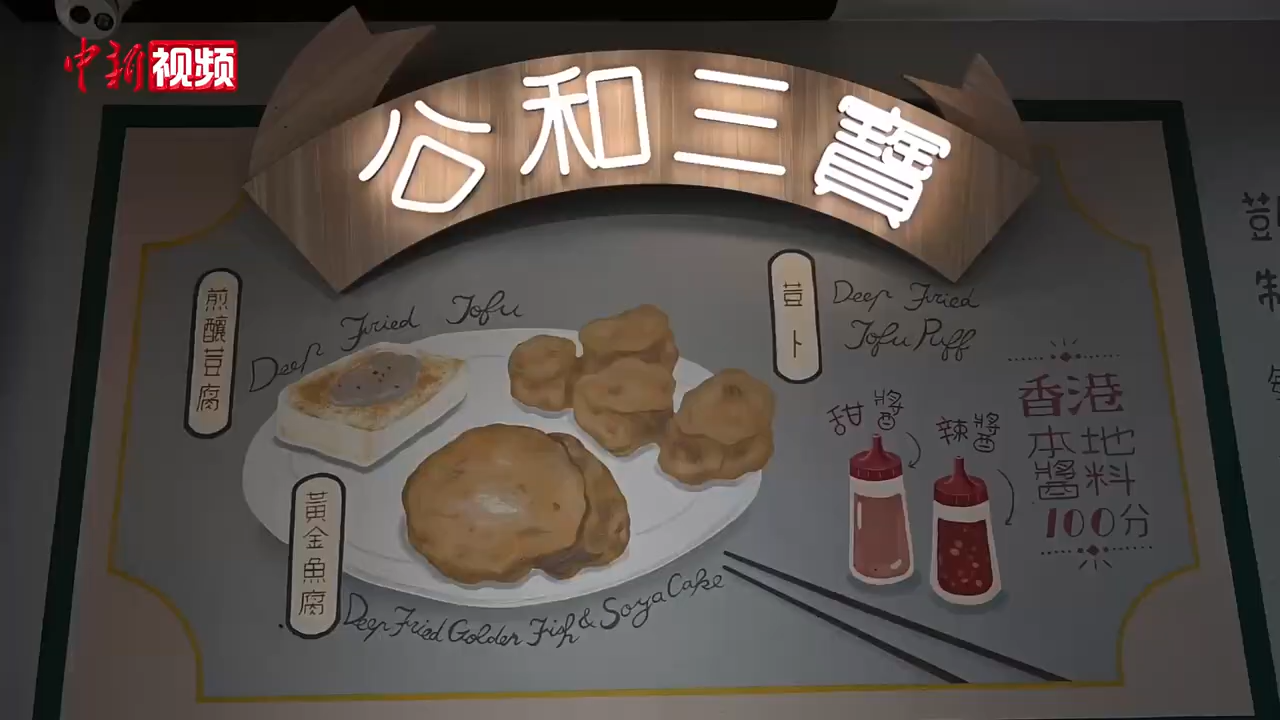 中新视频
公和三寶
煎釀荳腐
Deep Fried Tofu
荳卜
Deep Fried
Tofu Puff
甜醬
辣醬
香港
本地
醬料
100分
黃金魚腐
Deep Fried Golden Fish & Soya Cake
荳